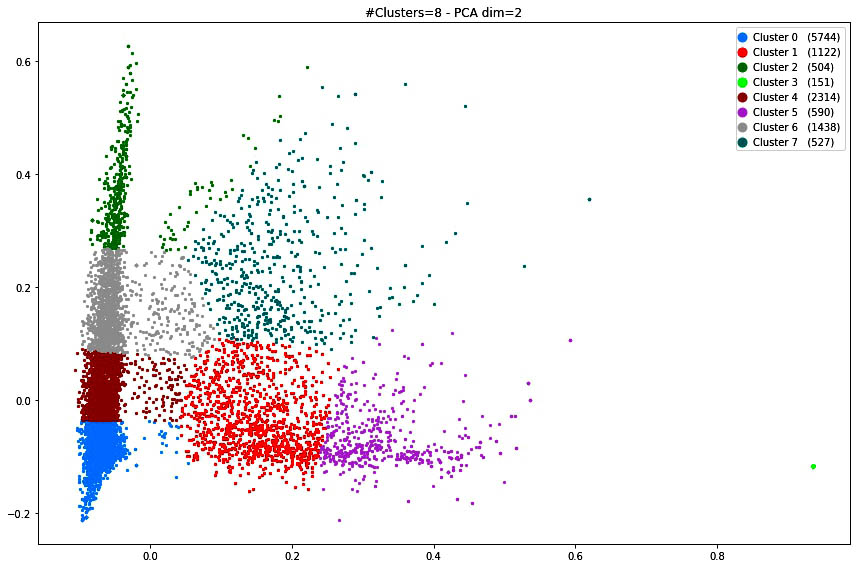 #Clusters=8 - PCA dim=2
Cluster 0 (5744)
Cluster 1 (1122)
Cluster 2 (504)
Cluster 3 (151)
Cluster 4 (2314)
Cluster 5 (590)
Cluster 6 (1438)
Cluster 7 (527)
0.6
0.4
0.2
0.0
−0.2
0.0 0.2 0.4 0.6 0.8